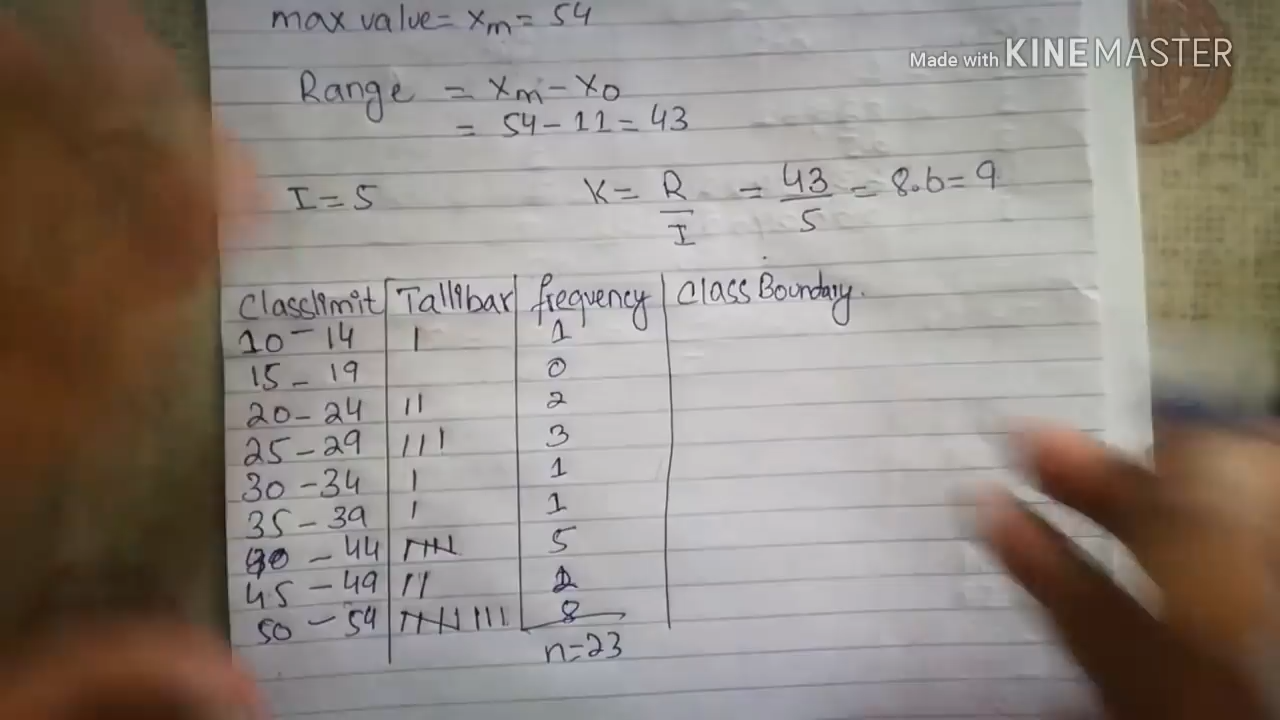 max value = xm = 54
Made with KINEMASTER
Range = xm - x0
= 54 - 11 = 43
I = 5 K = R/I = 43/5 = 8.6 = 9
Classlimit Tallibar frequency Class Boundary.
10 - 14 | 1
15 - 19 0
20 - 24 || 2
25 - 29 ||| 3
30 - 34 | 1
35 - 39 | 1
40 - 44 |||| 5
45 - 49 || 2
50 - 54 |||| ||| 8
n = 23